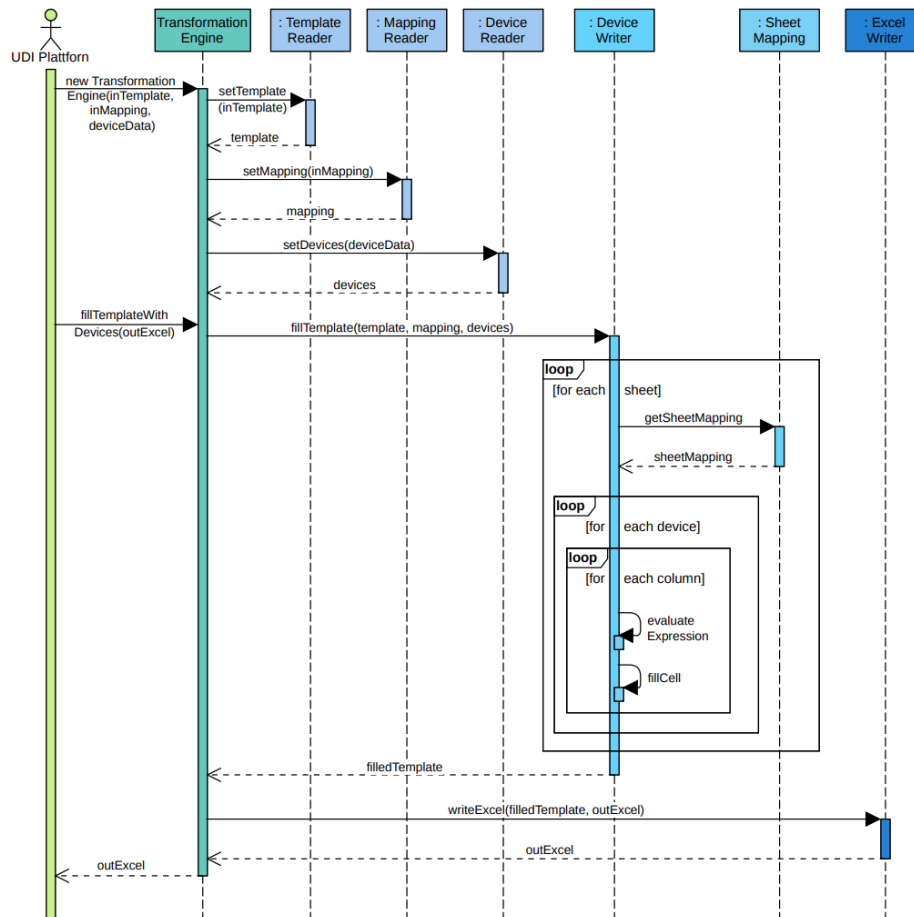 UDI Plattforn
Transformation
Engine
: Template
Reader
: Mapping
Reader
: Device
Reader
: Device
Writer
: Sheet
Mapping
: Excel
Writer
new Transformation
Engine(inTemplate,
inMapping,
deviceData)
setTemplate
(inTemplate)
template
setMapping(inMapping)
mapping
setDevices(deviceData)
devices
fillTemplateWith
Devices(outExcel)
fillTemplate(template, mapping, devices)
loop
[for each sheet]
getSheetMapping
sheetMapping
loop
[for each device]
loop
[for each column]
evaluate
Expression
fillCell
filledTemplate
writeExcel(filledTemplate, outExcel)
outExcel
outExcel